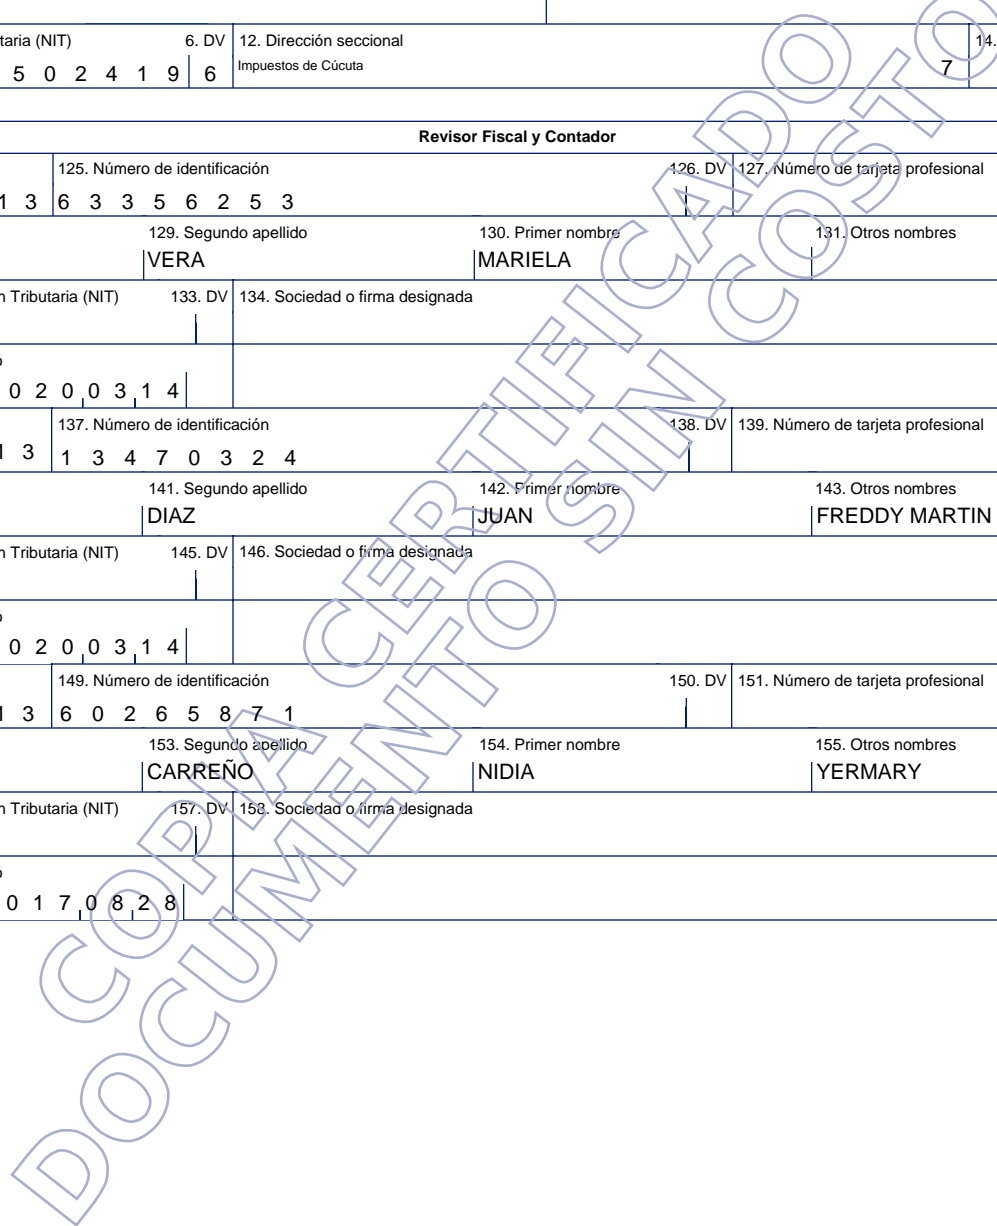 taria (NIT) 6. DV 12. Dirección seccional 14.
5 0 2 4 1 9 6 Impuestos de Cúcuta 7
Revisor Fiscal y Contador
125. Número de identificación 126. DV 127. Número de tarjeta profesional
1 3 6 3 3 5 6 2 5 3
129. Segundo apellido 130. Primer nombre 131. Otros nombres
VERA MARIELA
n Tributaria (NIT) 133. DV 134. Sociedad o firma designada
o
0 2 0 0 3 1 4
137. Número de identificación 138. DV 139. Número de tarjeta profesional
1 3 1 3 4 7 0 3 2 4
141. Segundo apellido 142. Primer nombre 143. Otros nombres
DIAZ JUAN FREDDY MARTIN
n Tributaria (NIT) 145. DV 146. Sociedad o firma designada
o
0 2 0 0 3 1 4
149. Número de identificación 150. DV 151. Número de tarjeta profesional
1 3 6 0 2 6 5 8 7 1
153. Segundo apellido 154. Primer nombre 155. Otros nombres
CARREÑO NIDIA YERMARY
n Tributaria (NIT) 157. DV 158. Sociedad o firma designada
o
0 1 7 0 8 2 8
COPIA CERTIFICADO
DOCUMENTO SIN COSTO